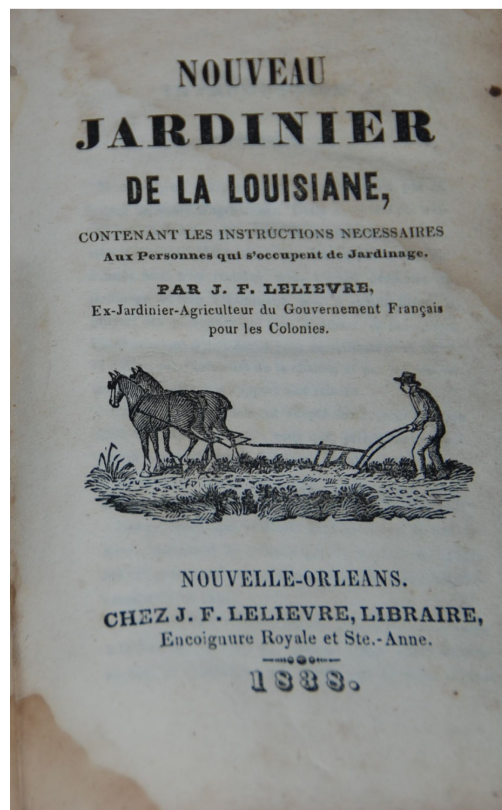 NOUVEAU
JARDINIER
DE LA LOUISIANE,
CONTENANT LES INSTRUCTIONS NECESSAIRES
Aux Personnes qui s'occupent de Jardinage.
PAR J. F. LELIEVRE,
Ex-Jardinier-Agriculteur du Gouvernement Français
pour les Colonies.
NOUVELLE-ORLEANS.
CHEZ J. F. LELIEVRE, LIBRAIRE,
Encoignure Royale et Ste.-Anne.
1838.